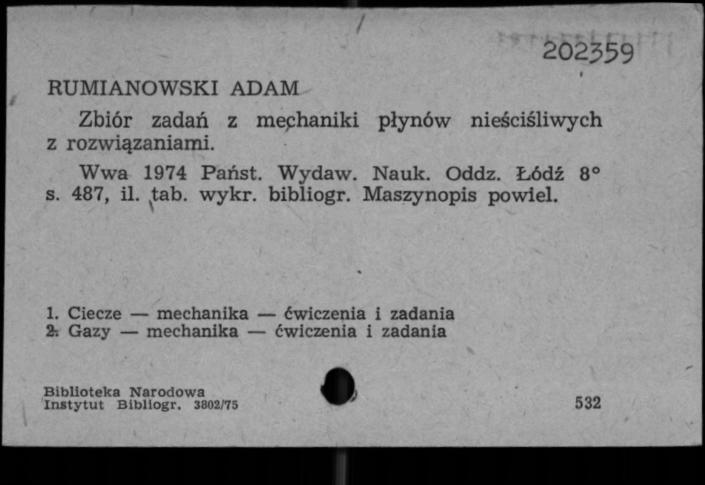 202359
RUMIANOWSKI ADAM
Zbiór zadań z mechaniki płynów nieściśliwych
z rozwiązaniami.
Wwa 1974 Państ. Wydaw. Nauk. Oddz. Łódź 8°
s. 487, il. tab. wykr. bibliogr. Maszynopis powiel.
1. Ciecze — mechanika — ćwiczenia i zadania
2. Gazy — mechanika — ćwiczenia i zadania
Biblioteka Narodowa
Instytut Bibliogr. 3802/75
532